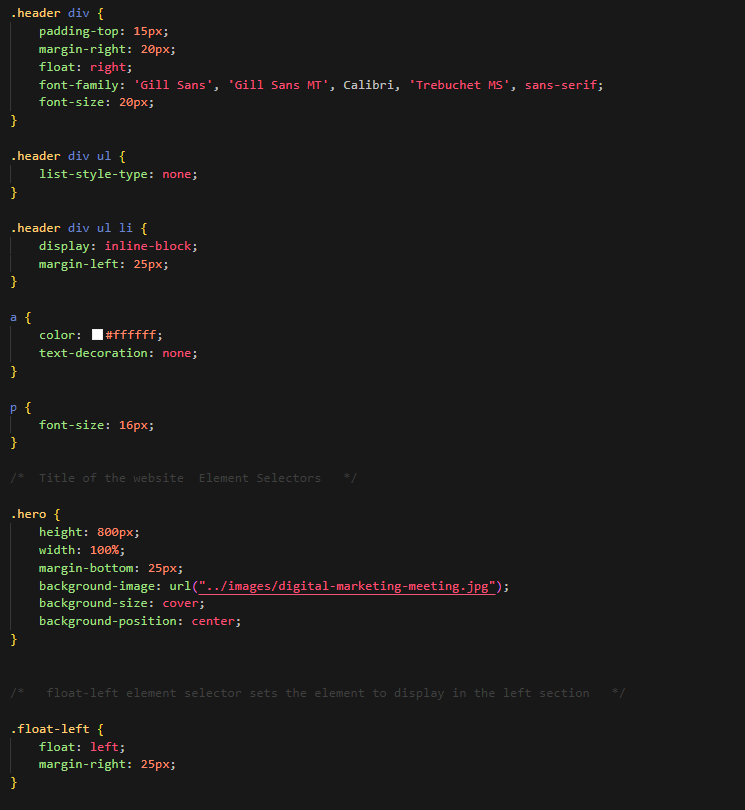 .header div {
    padding-top: 15px;
    margin-right: 20px;
    float: right;
    font-family: 'Gill Sans', 'Gill Sans MT', Calibri, 'Trebuchet MS', sans-serif;
    font-size: 20px;
}

.header div ul {
    list-style-type: none;
}

.header div ul li {
    display: inline-block;
    margin-left: 25px;
}

a {
    color: #ffffff;
    text-decoration: none;
}

p {
    font-size: 16px;
}

/*  Title of the website  Element Selectors   */

.hero {
    height: 800px;
    width: 100%;
    margin-bottom: 25px;
    background-image: url("../images/digital-marketing-meeting.jpg");
    background-size: cover;
    background-position: center;
}


/*   float-left element selector sets the element to display in the left section   */

.float-left {
    float: left;
    margin-right: 25px;
}